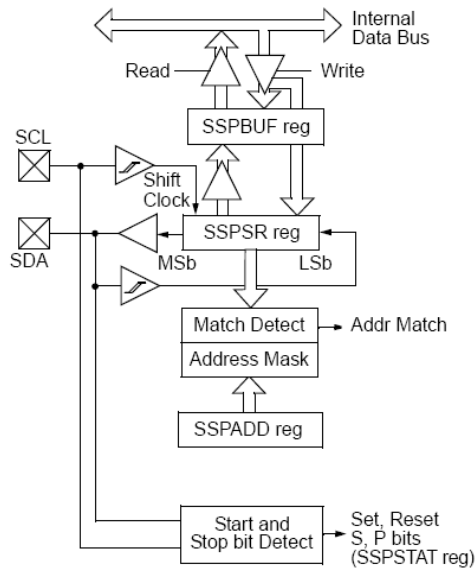 Internal
Data Bus
Read
Write
SSPBUF reg
SCL
Shift
Clock
SSPSR reg
SDA
MSb
LSb
Match Detect
Addr Match
Address Mask
SSPADD reg
Start and
Stop bit Detect
Set, Reset
S, P bits
(SSPSTAT reg)